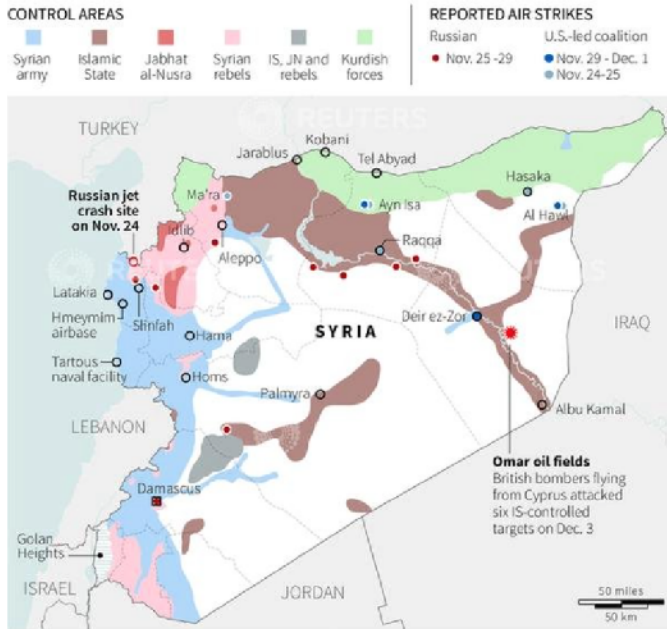 CONTROL AREAS
Syrian
army
Islamic
State
Jabhat
al-Nusra
Syrian
rebels
IS, JN and
rebels
Kurdish
forces
REPORTED AIR STRIKES
Russian
Nov. 25 -29
U.S.-led coalition
Nov. 29 - Dec. 1
Nov. 24-25
REUTERS
TURKEY
Kobani
Jarablus
Tel Abyad
Hasaka
Russian jet
crash site
on Nov. 24
Ma'ra
Ayn Isa
Al Hawl
Idlib
Aleppo
Raqqa
REUTERS
REUTERS
Latakia
Hmeymim
airbase
Slinfah
Hama
SYRIA
Deir ez-Zor
IRAQ
Tartous
naval facility
Homs
Palmyra
LEBANON
Albu Kamal
Omar oil fields
British bombers flying
from Cyprus attacked
six IS-controlled
targets on Dec. 3
Damascus
Golan
Heights
ISRAEL
JORDAN
50 miles
50 km